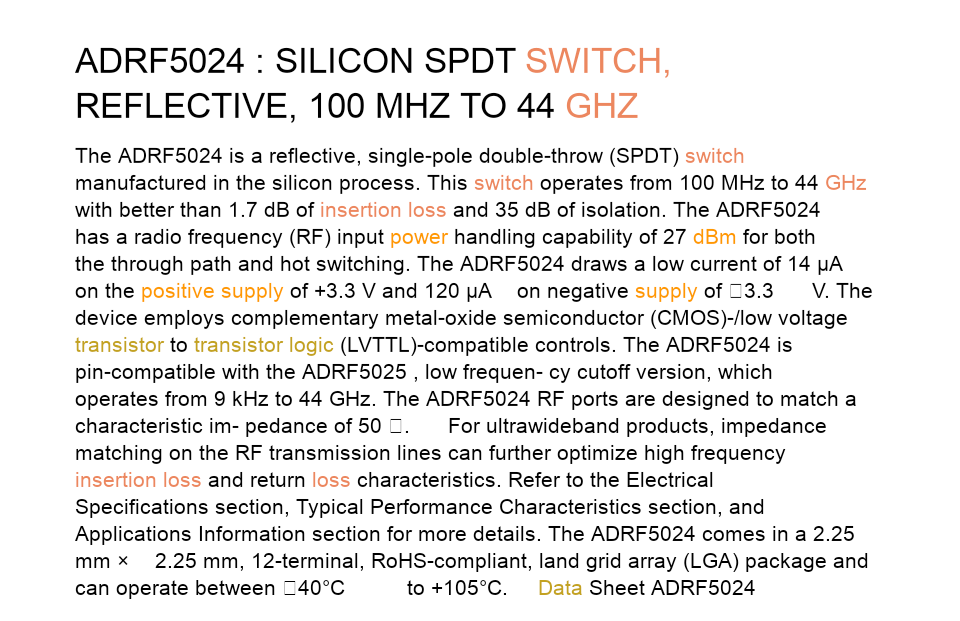 ADRF5024 : SILICON SPDT SWITCH,
REFLECTIVE, 100 MHZ TO 44 GHZ
The ADRF5024 is a reflective, single-pole double-throw (SPDT) switch
manufactured in the silicon process. This switch operates from 100 MHz to 44 GHz
with better than 1.7 dB of insertion loss and 35 dB of isolation. The ADRF5024
has a radio frequency (RF) input power handling capability of 27 dBm for both
the through path and hot switching. The ADRF5024 draws a low current of 14 μA
on the positive supply of +3.3 V and 120 μA on negative supply of □3.3 V. The
device employs complementary metal-oxide semiconductor (CMOS)-/low voltage
transistor to transistor logic (LVTTL)-compatible controls. The ADRF5024 is
pin-compatible with the ADRF5025 , low frequen- cy cutoff version, which
operates from 9 kHz to 44 GHz. The ADRF5024 RF ports are designed to match a
characteristic im- pedance of 50 □. For ultrawideband products, impedance
matching on the RF transmission lines can further optimize high frequency
insertion loss and return loss characteristics. Refer to the Electrical
Specifications section, Typical Performance Characteristics section, and
Applications Information section for more details. The ADRF5024 comes in a 2.25
mm × 2.25 mm, 12-terminal, RoHS-compliant, land grid array (LGA) package and
can operate between □40°C to +105°C. Data Sheet ADRF5024